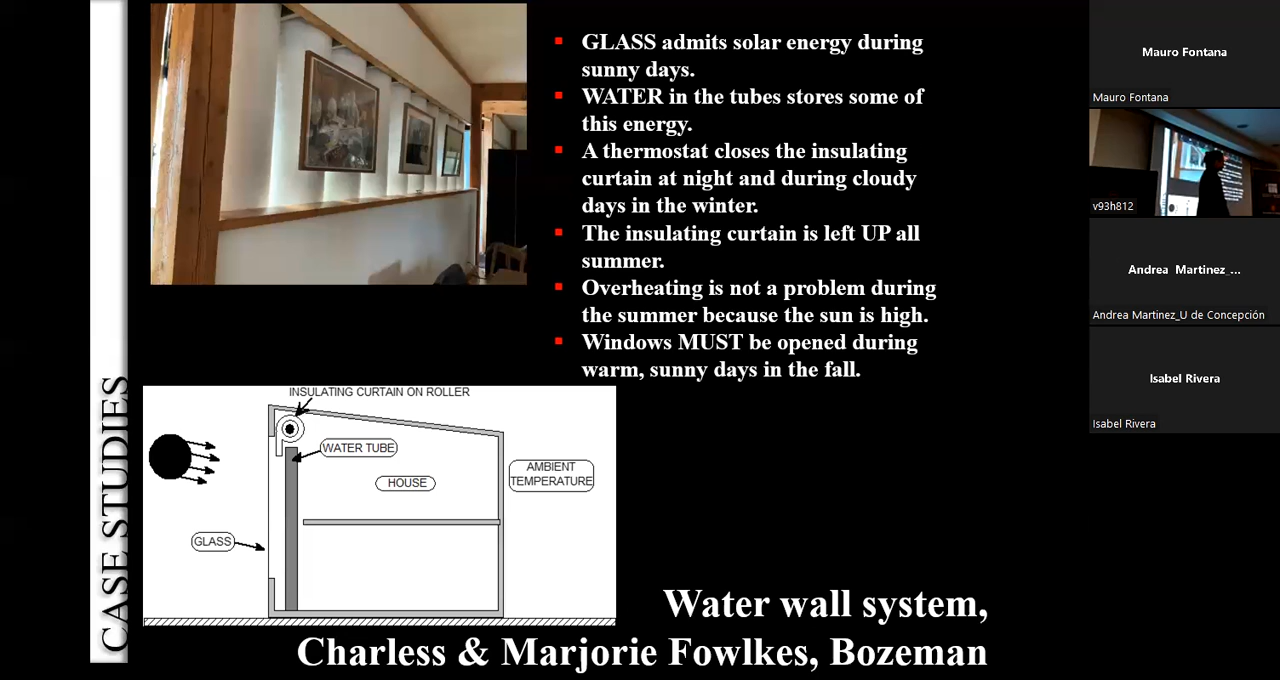 GLASS admits solar energy during
sunny days.
WATER in the tubes stores some of
this energy.
A thermostat closes the insulating
curtain at night and during cloudy
days in the winter.
The insulating curtain is left UP all
summer.
Overheating is not a problem during
the summer because the sun is high.
Windows MUST be opened during
warm, sunny days in the fall.
CASE STUDIES
INSULATING CURTAIN ON ROLLER
WATER TUBE
HOUSE
AMBIENT
TEMPERATURE
GLASS
Water wall system,
Charless & Marjorie Fowlkes, Bozeman
Mauro Fontana
Mauro Fontana
v93h812
Andrea Martinez_...
Andrea Martinez_U de Concepción
Isabel Rivera
Isabel Rivera